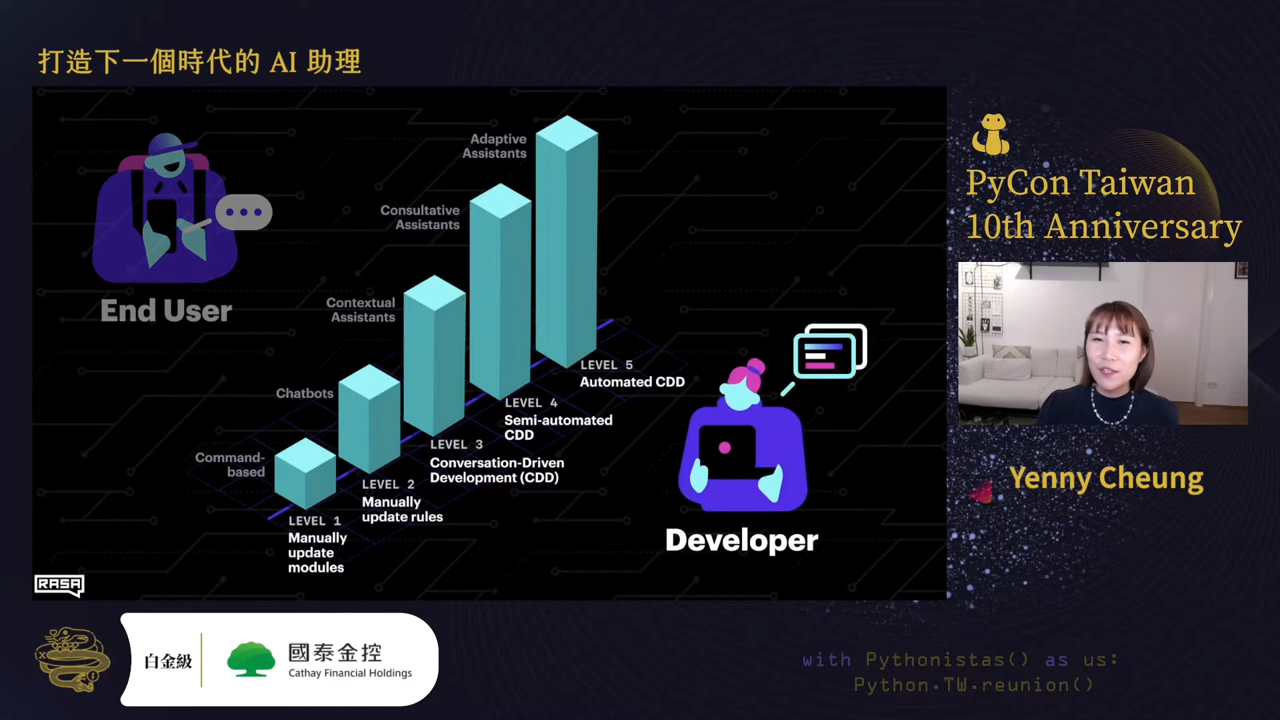 打造下一個時代的 AI 助理
End User
Adaptive
Assistants
Consultative
Assistants
Contextual
Assistants
Chatbots
Command-
based
LEVEL 1
Manually
update
modules
LEVEL 2
Manually
update rules
LEVEL 3
Conversation-Driven
Development (CDD)
LEVEL 4
Semi-automated
CDD
LEVEL 5
Automated CDD
Developer
RASA
PyCon Taiwan
10th Anniversary
Yenny Cheung
白金級
國泰金控
Cathay Financial Holdings
with Pythonistas() as us:
Python.TW.reunion()